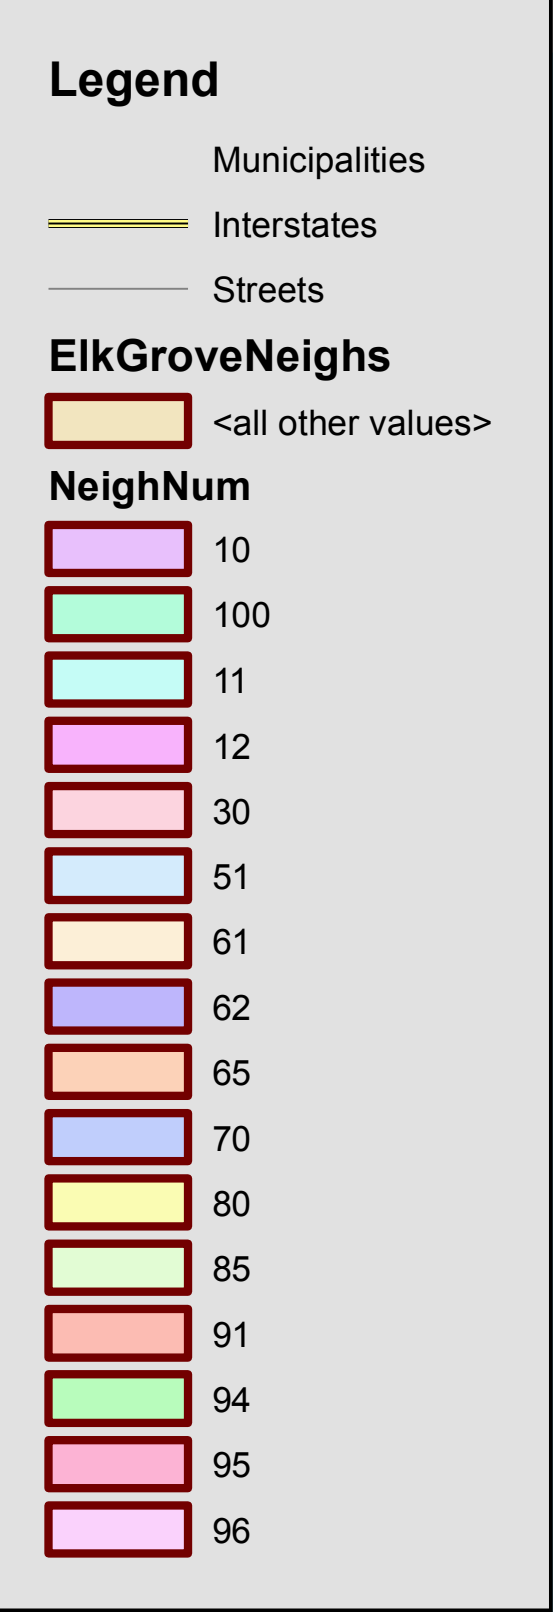 Legend
Municipalities
Interstates
Streets
ElkGroveNeighs
<all other values>
NeighNum
10
100
11
12
30
51
61
62
65
70
80
85
91
94
95
96